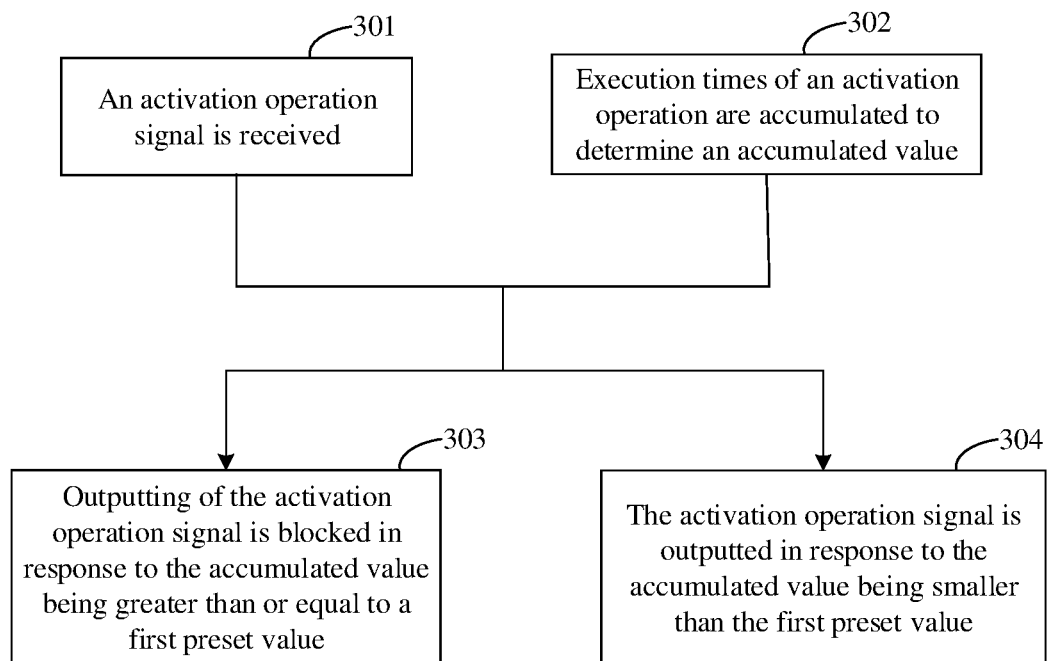 301
An activation operation
signal is received
302
Execution times of an activation
operation are accumulated to
determine an accumulated value
303
Outputting of the activation
operation signal is blocked in
response to the accumulated value
being greater than or equal to a
first preset value
304
The activation operation signal is
outputted in response to the
accumulated value being smaller
than the first preset value